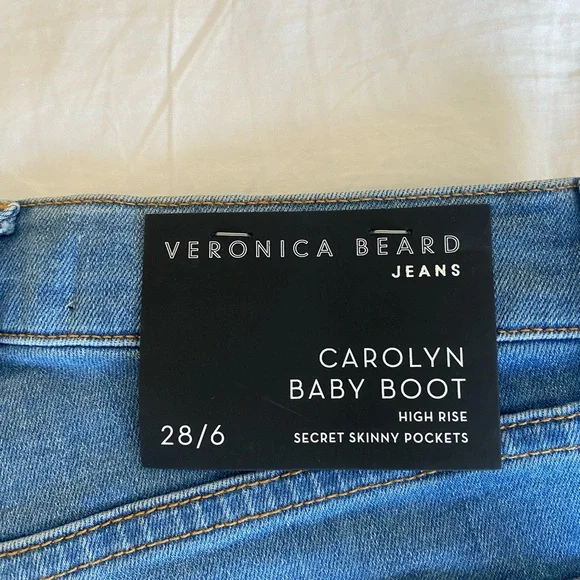 VERONICA BEARD
JEANS
CAROLYN
BABY BOOT
HIGH RISE
28/6 SECRET SKINNY POCKETS